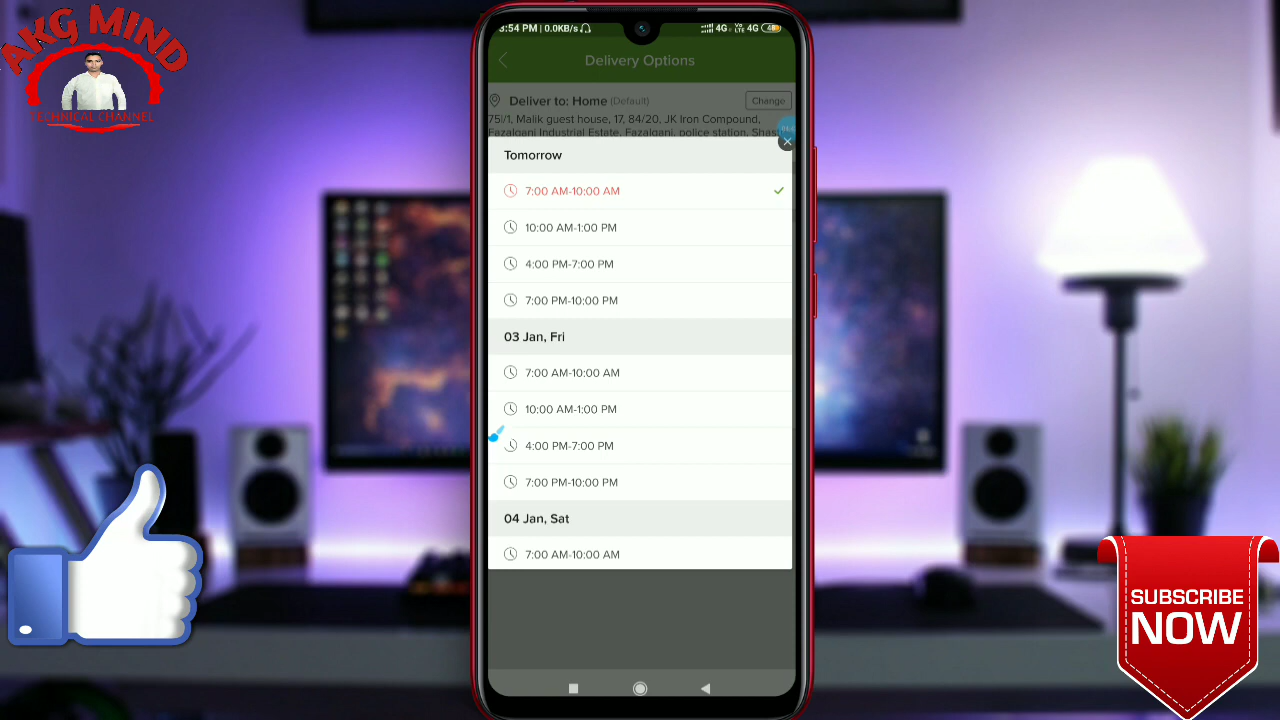 AKG MIND
TECHNICAL CHANNEL
3:54 PM | 0.0KB/s
4G
Vo LTE 4G
Delivery Options
Deliver to: Home (Default)
Change
75I/1, Malik guest house, 17, 84/20, JK Iron Compound,
Fazalganj Industrial Estate, Fazalganj, police station, Shast
Tomorrow
7:00 AM-10:00 AM
10:00 AM-1:00 PM
4:00 PM-7:00 PM
7:00 PM-10:00 PM
03 Jan, Fri
7:00 AM-10:00 AM
10:00 AM-1:00 PM
4:00 PM-7:00 PM
7:00 PM-10:00 PM
04 Jan, Sat
7:00 AM-10:00 AM
SUBSCRIBE
NOW